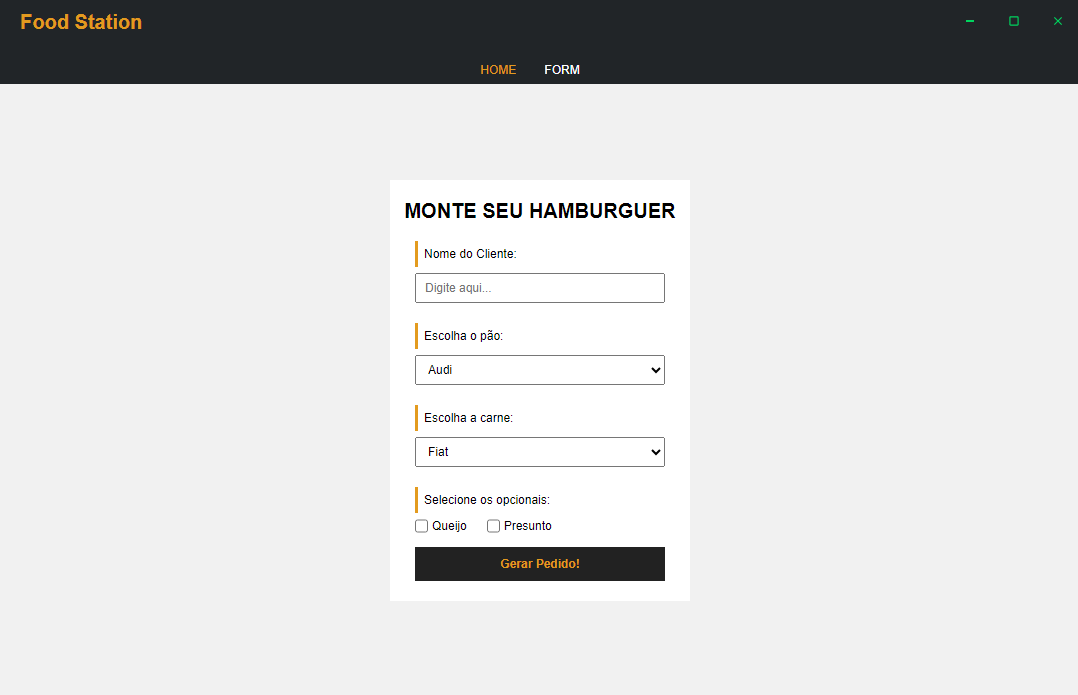 Food Station
HOME FORM
MONTE SEU HAMBURGUER
Nome do Cliente:
Digite aqui...
Escolha o pão:
Audi
Escolha a carne:
Fiat
Selecione os opcionais:
Queijo Presunto
Gerar Pedido!